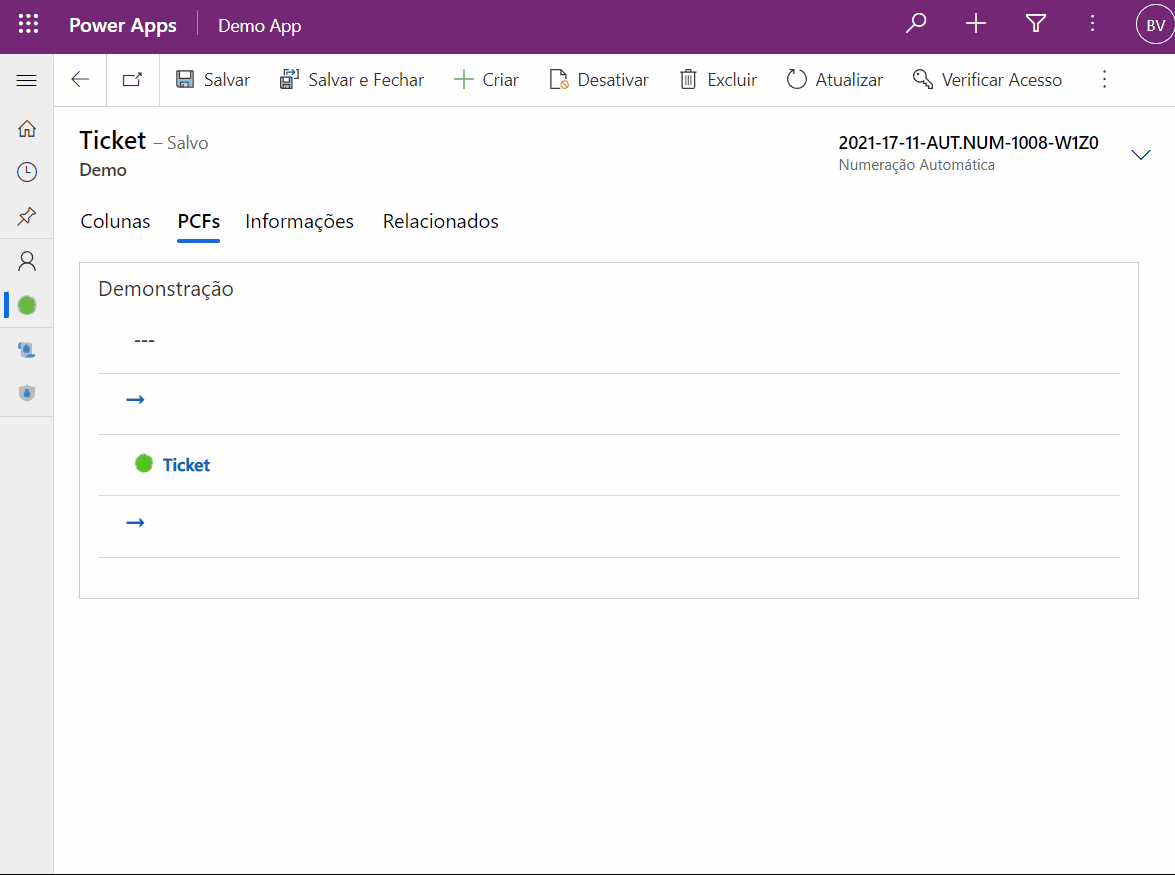 Power Apps Demo App BV
Salvar Salvar e Fechar Criar Desativar Excluir Atualizar Verificar Acesso
Ticket – Salvo
Demo
2021-17-11-AUT.NUM-1008-W1Z0
Numeração Automática
Colunas PCFs Informações Relacionados
Demonstração
---
Ticket